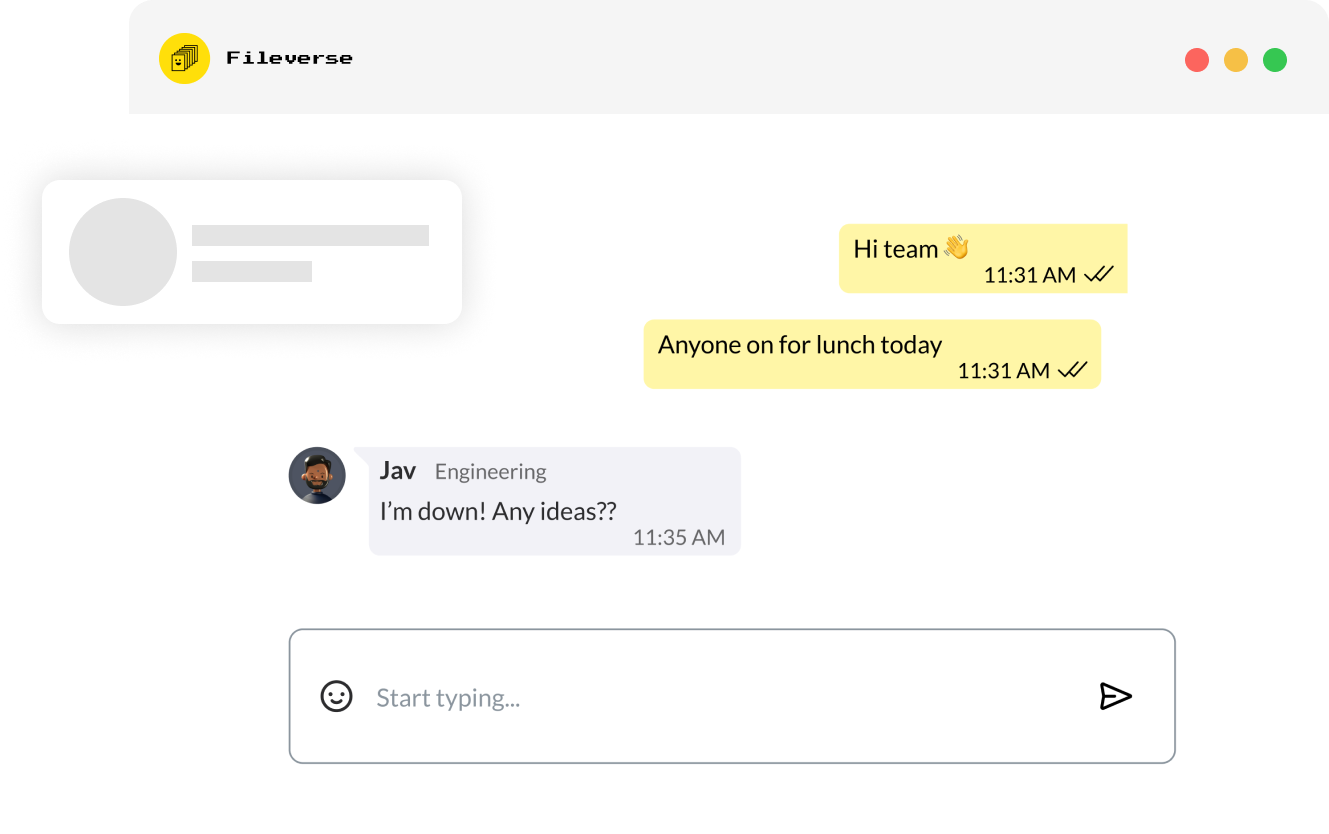 Fileverse
Hi team 👋
11:31 AM
Anyone on for lunch today
11:31 AM
Jav Engineering
I’m down! Any ideas??
11:35 AM
Start typing...